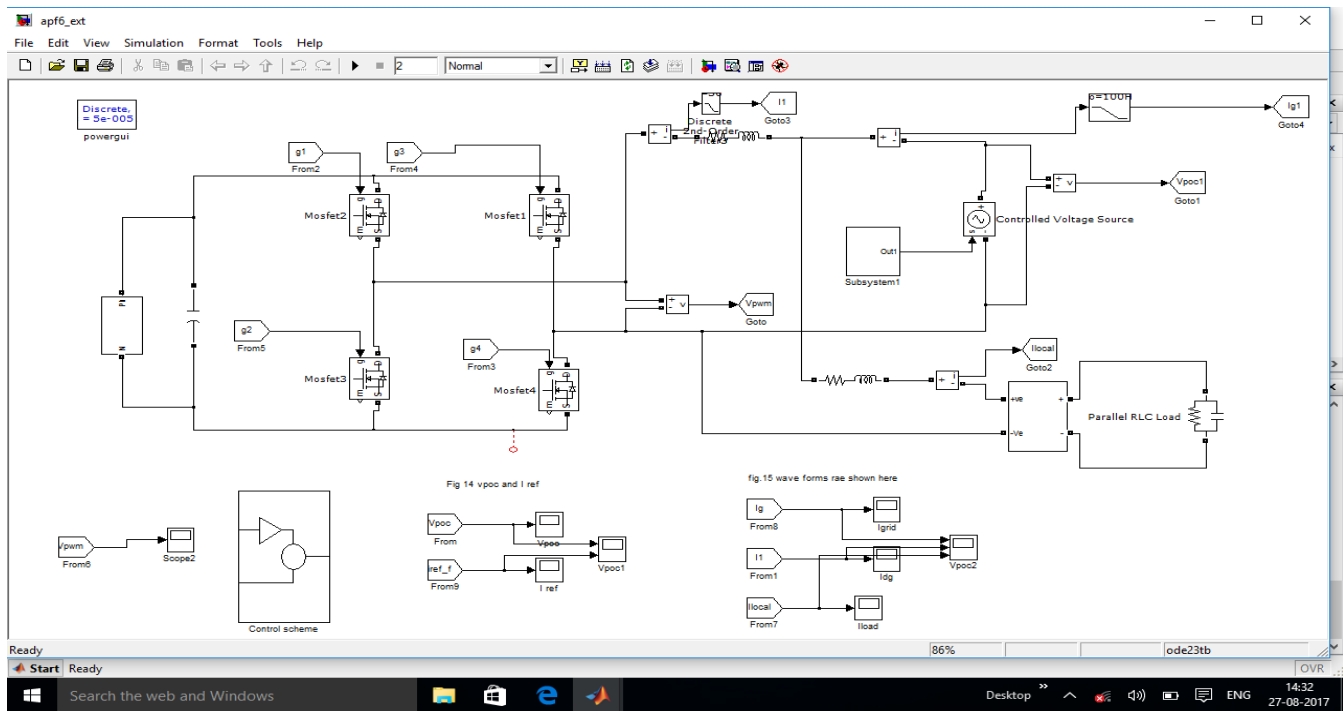 apf6_ext
File Edit View Simulation Format Tools Help
2 Normal
Discrete,
= 5e-005
powergui
g1
From2
g3
From4
Mosfet2
Mosfet1
g2
From5
g4
From3
Mosfet3
Mosfet4
I1
Goto3
Discrete
2nd-Order
Filter3
Ig1
Goto4
Vpoc1
Goto1
Controlled Voltage Source
Out1
Subsystem1
Vpwm
Goto
Ilocal
Goto2
+ve
-Ve
Parallel RLC Load
Fig 14 vpoc and I ref
fig.15 wave forms rae shown here
Vpwm
From6
Scope2
Control scheme
Vpoc
From
Vpoc
iref_f
From9
I ref
Vpoc1
Ig
From8
Igrid
I1
From1
Idg
Vpoc2
Ilocal
From7
Iload
Ready 86% ode23tb
Start Ready OVR
Search the web and Windows
Desktop ENG 14:32
27-08-2017